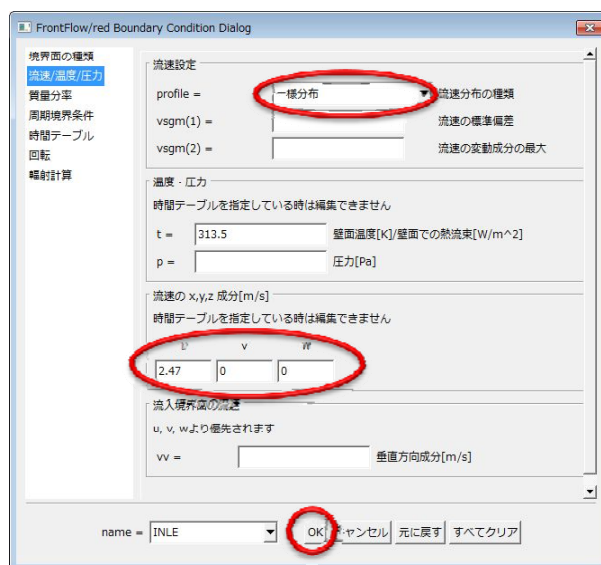 FrontFlow/red Boundary Condition Dialog
境界面の種類
流速/温度/圧力
質量分率
周期境界条件
時間テーブル
回転
輻射計算
流速設定
profile = 一様分布 流速分布の種類
vsgm(1) = 流速の標準偏差
vsgm(2) = 流速の変動成分の最大
温度・圧力
時間テーブルを指定している時は編集できません
t = 313.5 壁面温度[K]/壁面での熱流束[W/m^2]
p = 圧力[Pa]
流速の x,y,z 成分[m/s]
時間テーブルを指定している時は編集できません
v
2.47 0 0
流入境界面の流速
u, v, wより優先されます
vv = 垂直方向成分[m/s]
name = INLE OK ャンセル 元に戻す すべてクリア